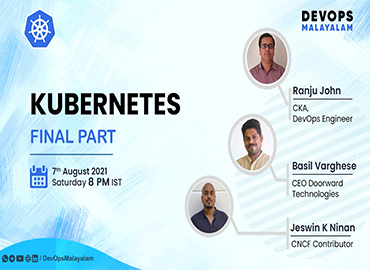 DEVOPS
MALAYALAM
KUBERNETES
FINAL PART
7th August 2021
Saturday 8 PM IST
Ranju John
CKA,
DevOps Engineer
Basil Varghese
CEO Doorward
Technologies
Jeswin K Ninan
CNCF Contributor
/ DevOpsMalayalam